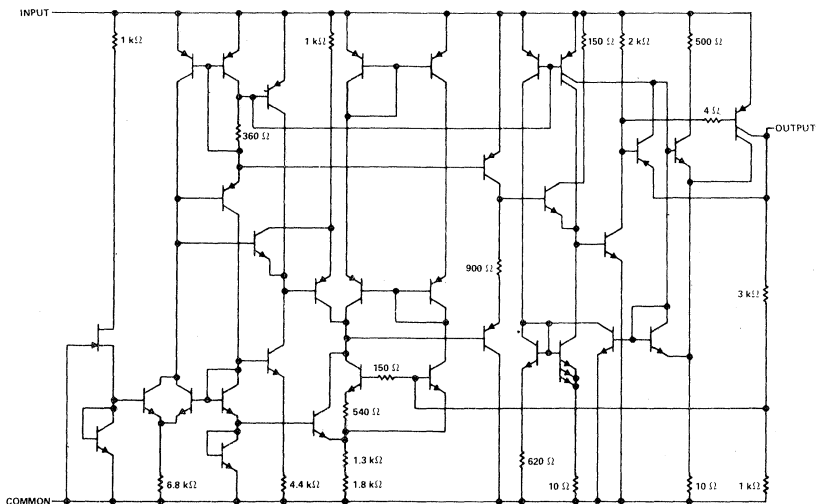 INPUT
1 kΩ
1 kΩ
150 Ω
2 kΩ
500 Ω
4 Ω
OUTPUT
360 Ω
900 Ω
3 kΩ
150 Ω
540 Ω
1.3 kΩ
620 Ω
6.8 kΩ
4.4 kΩ
1.8 kΩ
10 Ω
10 Ω
1 kΩ
COMMON